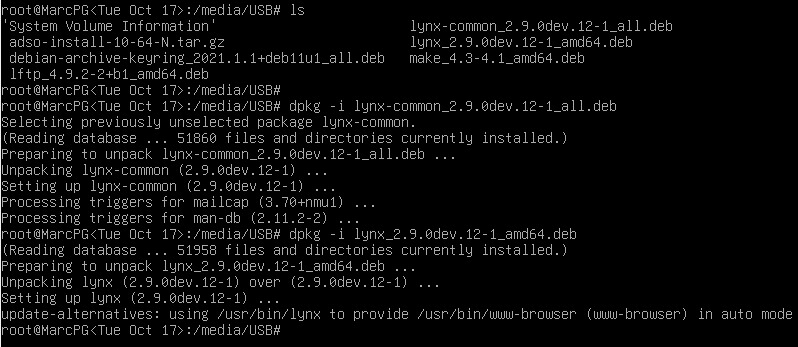 root@MarcPG<Tue Oct 17>:/media/USB# ls
'System Volume Information' lynx-common_2.9.0dev.12-1_all.deb
adso-install-10-64-N.tar.gz lynx_2.9.0dev.12-1_amd64.deb
debian-archive-keyring_2021.1.1+deb11u1_all.deb make_4.3-4.1_amd64.deb
lftp_4.9.2-2+b1_amd64.deb
root@MarcPG<Tue Oct 17>:/media/USB#
root@MarcPG<Tue Oct 17>:/media/USB# dpkg -i lynx-common_2.9.0dev.12-1_all.deb
Selecting previously unselected package lynx-common.
(Reading database ... 51860 files and directories currently installed.)
Preparing to unpack lynx-common_2.9.0dev.12-1_all.deb ...
Unpacking lynx-common (2.9.0dev.12-1) ...
Setting up lynx-common (2.9.0dev.12-1) ...
Processing triggers for mailcap (3.70+nmu1) ...
Processing triggers for man-db (2.11.2-2) ...
root@MarcPG<Tue Oct 17>:/media/USB# dpkg -i lynx_2.9.0dev.12-1_amd64.deb
(Reading database ... 51958 files and directories currently installed.)
Preparing to unpack lynx_2.9.0dev.12-1_amd64.deb ...
Unpacking lynx (2.9.0dev.12-1) over (2.9.0dev.12-1) ...
Setting up lynx (2.9.0dev.12-1) ...
update-alternatives: using /usr/bin/lynx to provide /usr/bin/www-browser (www-browser) in auto mode
root@MarcPG<Tue Oct 17>:/media/USB#